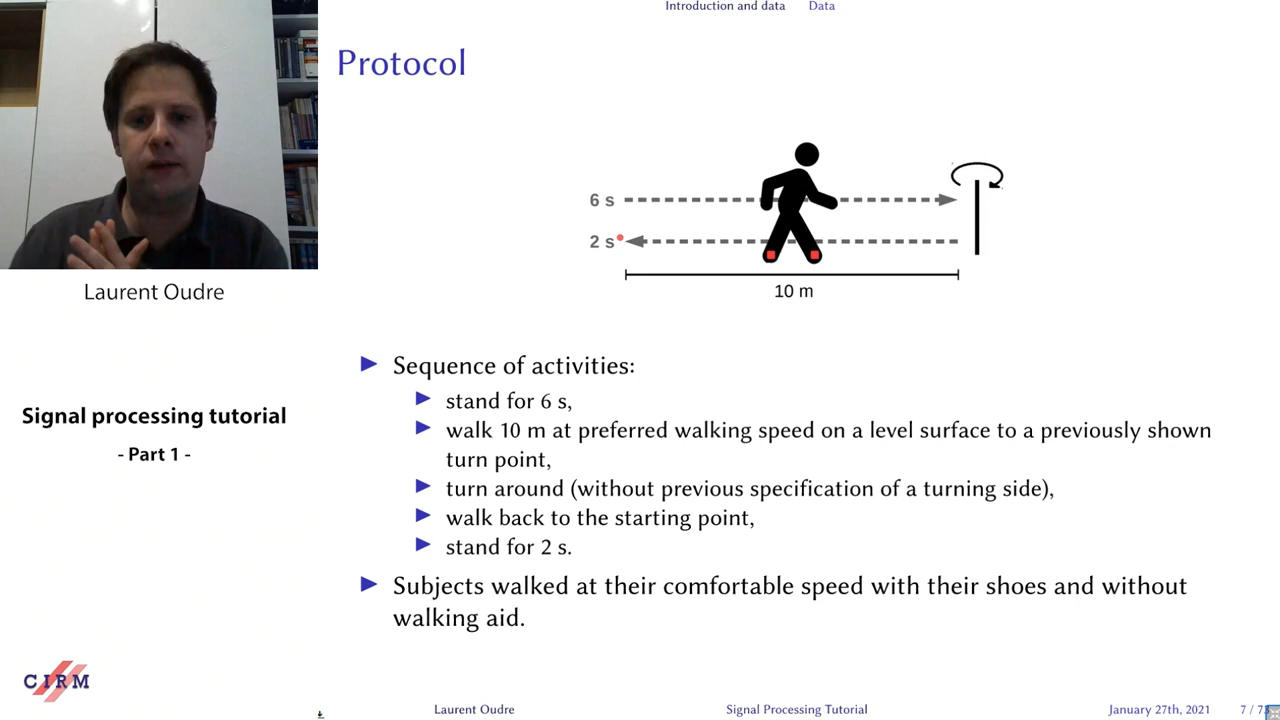 Introduction and data Data
Protocol
6 s
2 s
10 m
Laurent Oudre
Signal processing tutorial
- Part 1 -
Sequence of activities:
stand for 6 s,
walk 10 m at preferred walking speed on a level surface to a previously shown
turn point,
turn around (without previous specification of a turning side),
walk back to the starting point,
stand for 2 s.
Subjects walked at their comfortable speed with their shoes and without
walking aid.
CIRM
Laurent Oudre Signal Processing Tutorial January 27th, 2021 7 /